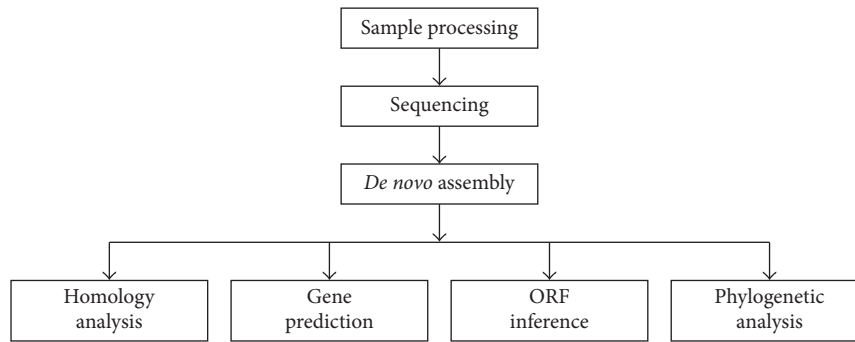 Sample processing
Sequencing
De novo assembly
Homology
analysis
Gene
prediction
ORF
inference
Phylogenetic
analysis